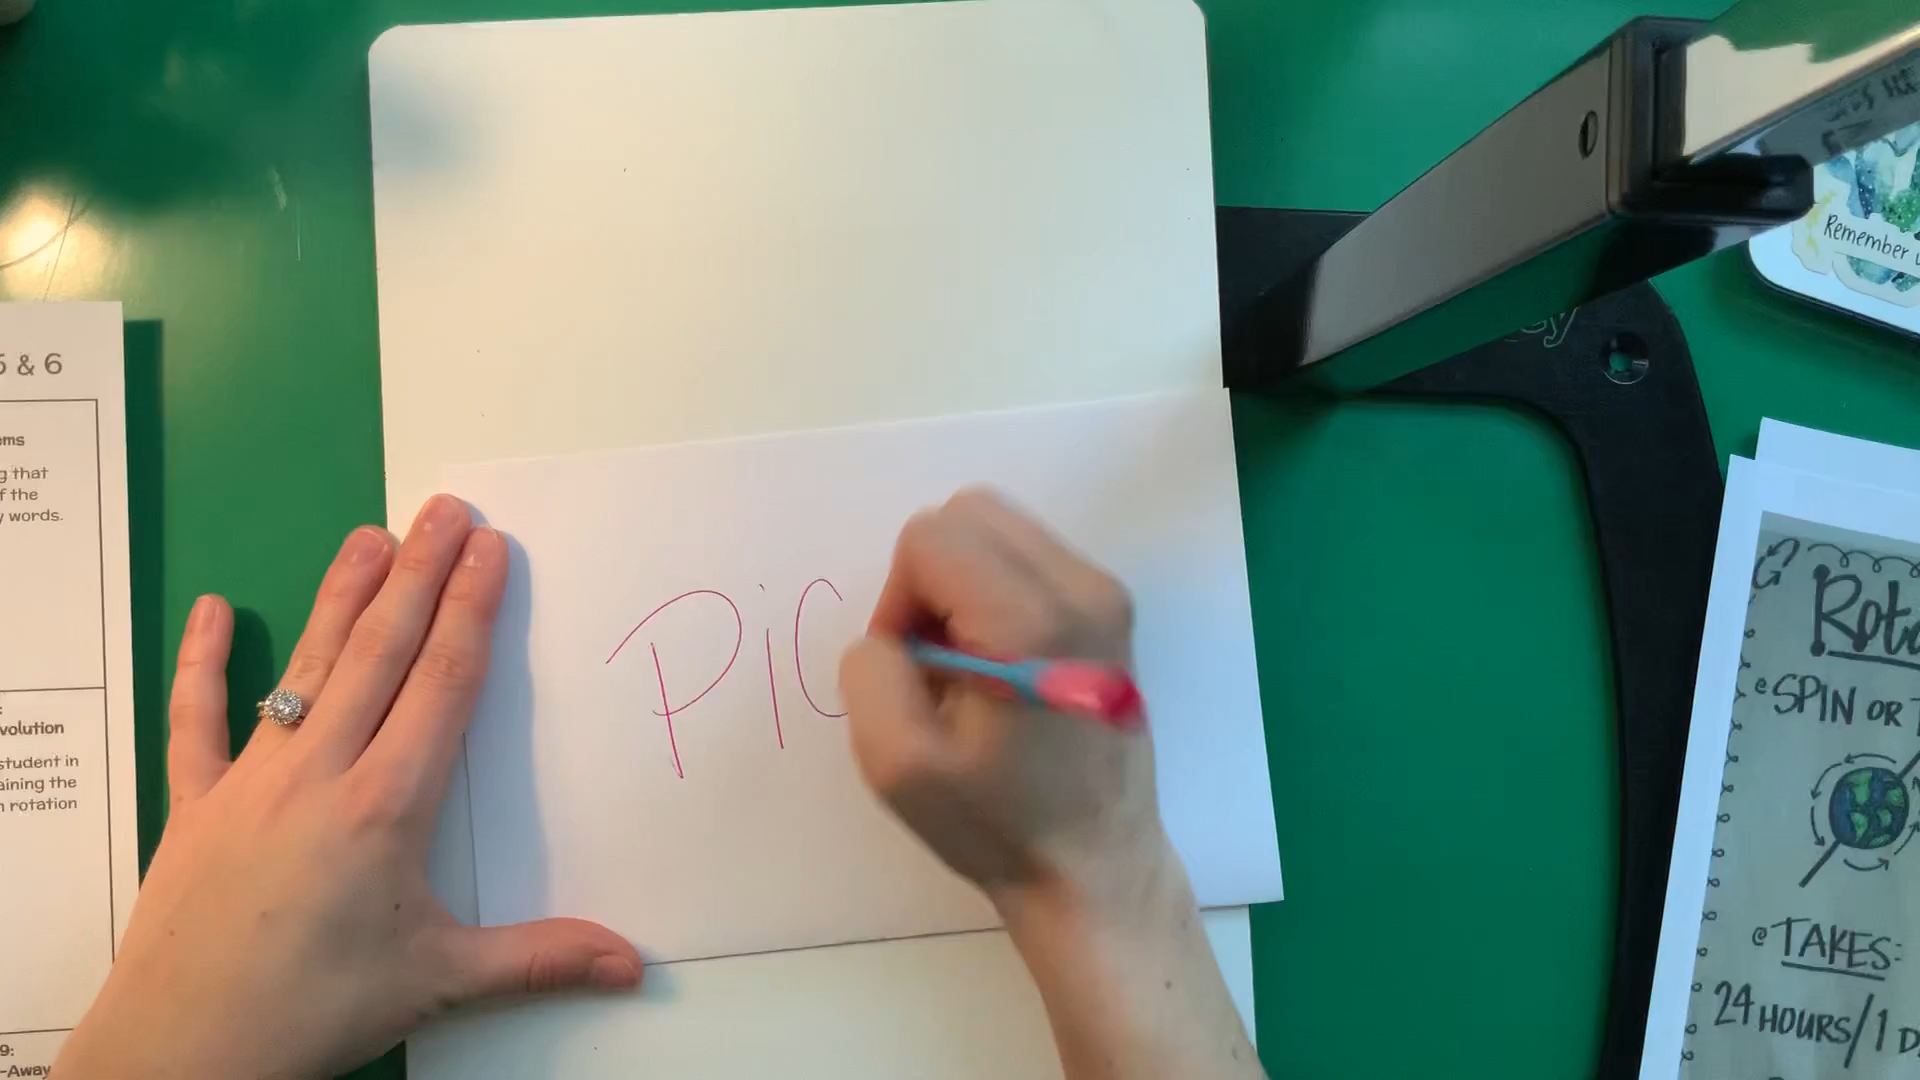 5 & 6
ems
g that
f the
y words.
:
volution
student in
aining the
n rotation
9:
-Away
Pic
Remember
Rota
SPIN OR
TAKES:
24 HOURS/1 D